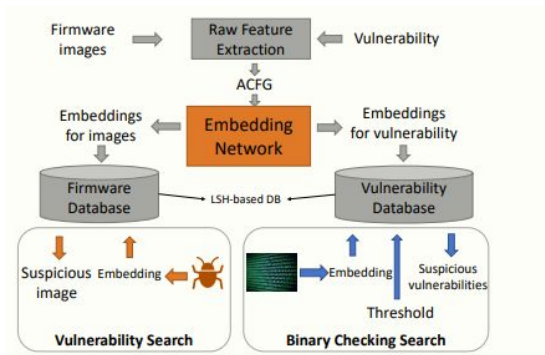 Firmware
images
Raw Feature
Extraction
Vulnerability
ACFG
Embeddings
for images
Embedding
Network
Embeddings
for vulnerability
Firmware
Database
LSH-based DB
Vulnerability
Database
Suspicious
image
Embedding
Vulnerability Search
Embedding
Threshold
Suspicious
vulnerabilities
Binary Checking Search